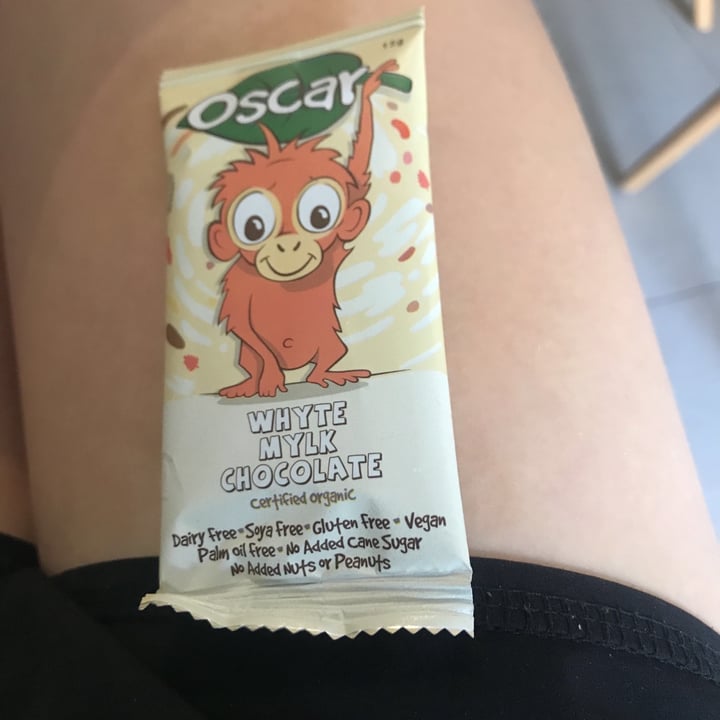 15g
oscar
WHYTE
MYLK
CHOCOLATE
certified organic
Dairy free • Soya free • Gluten free • Vegan
Palm oil free • No Added Cane Sugar
No Added Nuts or Peanuts